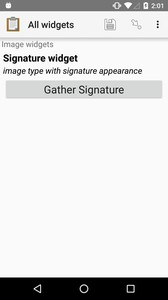 2:01
All widgets
Image widgets
Signature widget
image type with signature appearance
Gather Signature